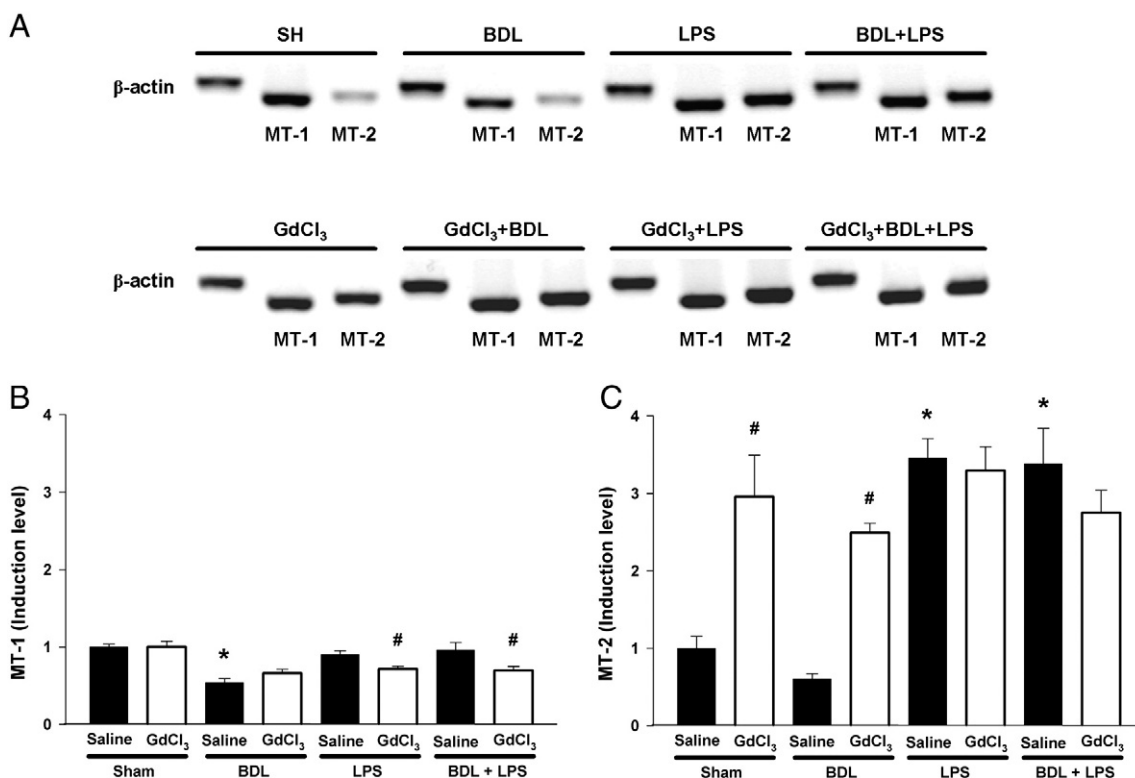 A
SH BDL LPS BDL+LPS
β-actin
MT-1 MT-2 MT-1 MT-2 MT-1 MT-2 MT-1 MT-2
GdCl₃ GdCl₃+BDL GdCl₃+LPS GdCl₃+BDL+LPS
β-actin
MT-1 MT-2 MT-1 MT-2 MT-1 MT-2 MT-1 MT-2
B
MT-1 (Induction level)
4
3
2
1
0
* # #
Saline GdCl₃ Saline GdCl₃ Saline GdCl₃ Saline GdCl₃
Sham BDL LPS BDL + LPS
C
MT-2 (Induction level)
4
3
2
1
0
# # * *
Saline GdCl₃ Saline GdCl₃ Saline GdCl₃ Saline GdCl₃
Sham BDL LPS BDL + LPS